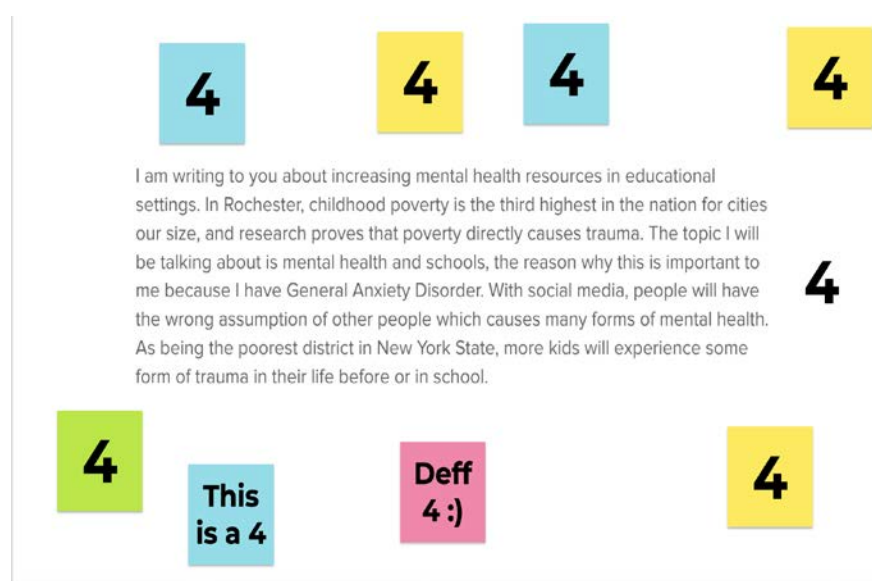 4
4
4
4
I am writing to you about increasing mental health resources in educational
settings. In Rochester, childhood poverty is the third highest in the nation for cities
our size, and research proves that poverty directly causes trauma. The topic I will
be talking about is mental health and schools, the reason why this is important to
me because I have General Anxiety Disorder. With social media, people will have
the wrong assumption of other people which causes many forms of mental health.
As being the poorest district in New York State, more kids will experience some
form of trauma in their life before or in school.
4
4
This
is a 4
Deff
4 :)
4